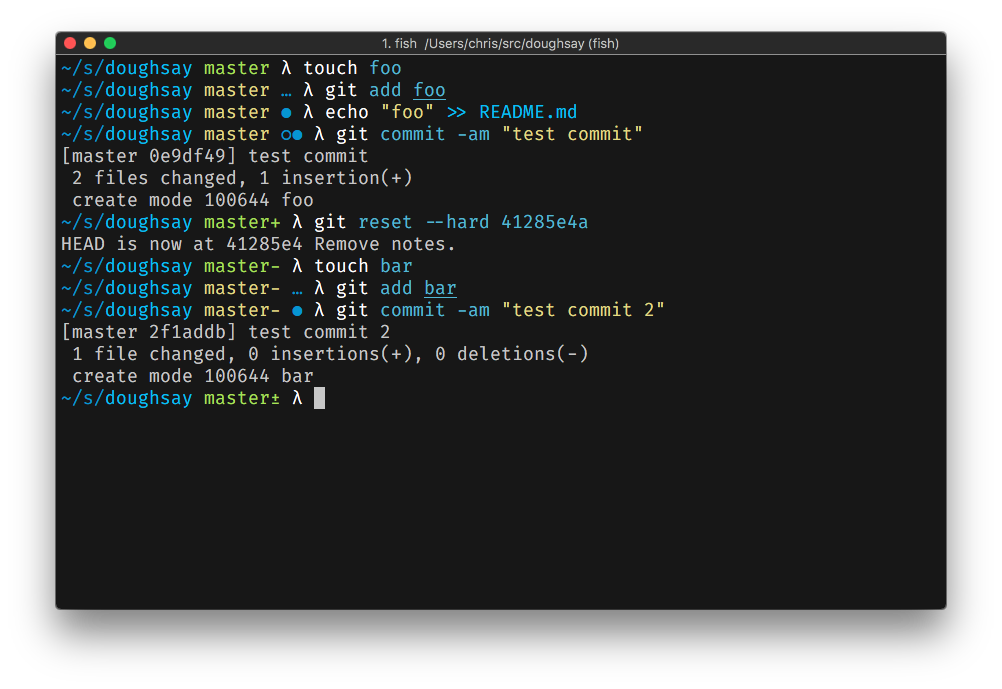 1. fish /Users/chris/src/doughsay (fish)
~/s/doughsay master λ touch foo
~/s/doughsay master … λ git add foo
~/s/doughsay master ● λ echo "foo" >> README.md
~/s/doughsay master ○● λ git commit -am "test commit"
[master 0e9df49] test commit
 2 files changed, 1 insertion(+)
 create mode 100644 foo
~/s/doughsay master+ λ git reset --hard 41285e4a
HEAD is now at 41285e4 Remove notes.
~/s/doughsay master- λ touch bar
~/s/doughsay master- … λ git add bar
~/s/doughsay master- ● λ git commit -am "test commit 2"
[master 2f1addb] test commit 2
 1 file changed, 0 insertions(+), 0 deletions(-)
 create mode 100644 bar
~/s/doughsay master± λ